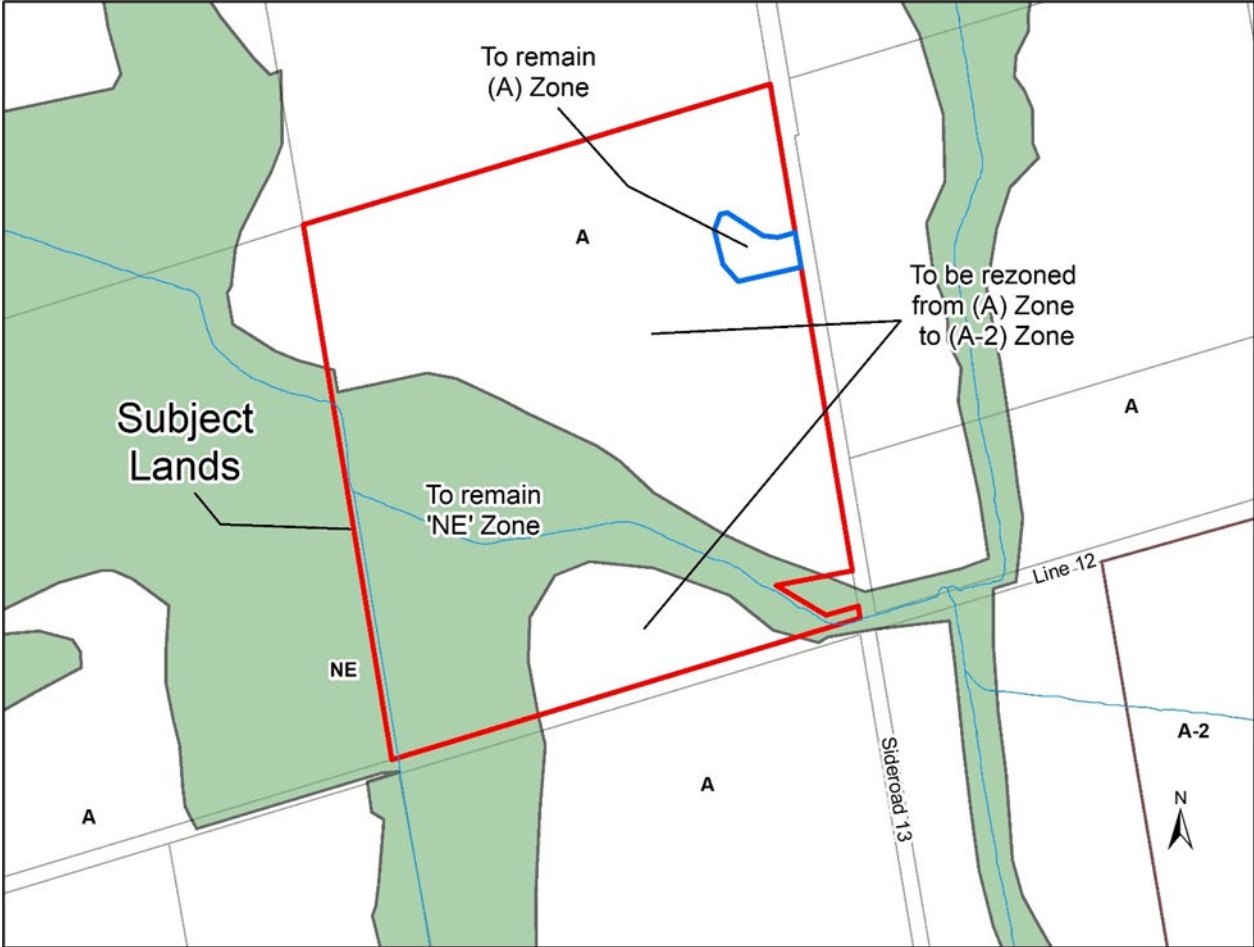 To remain
(A) Zone
A
To be rezoned
from (A) Zone
to (A-2) Zone
A
Subject
Lands
To remain
'NE' Zone
Line 12
NE
A-2
Sideroad 13
A
A
N